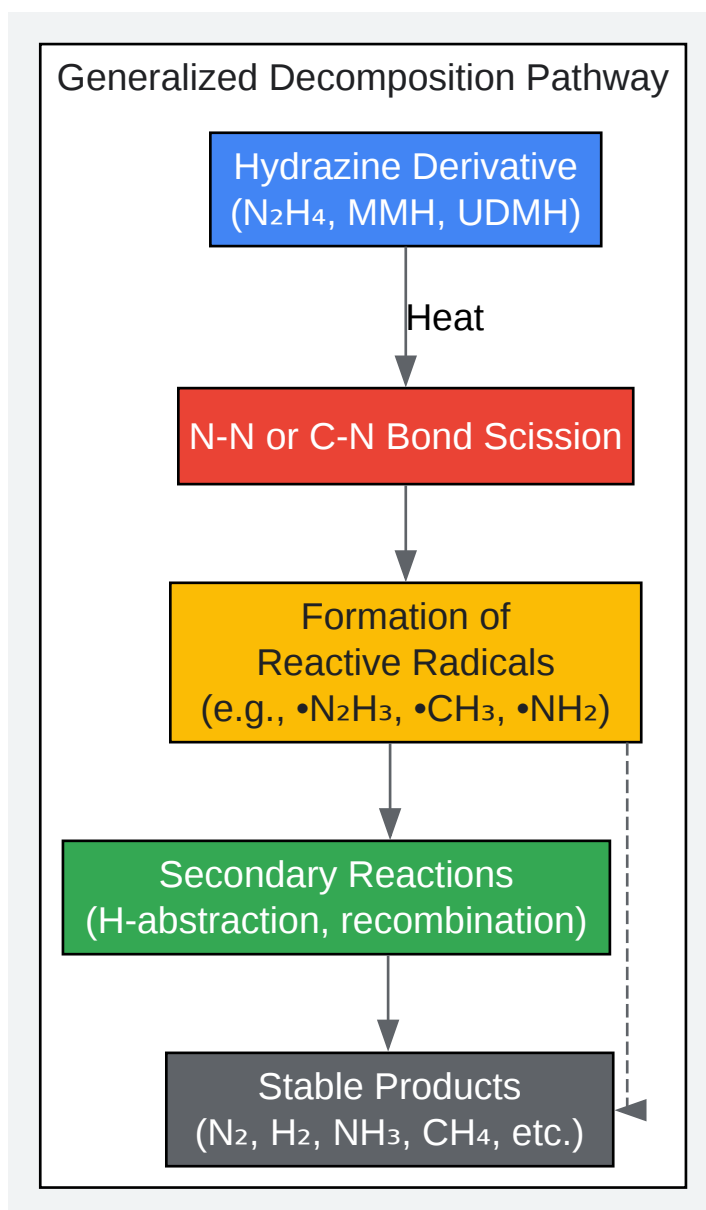 Generalized Decomposition Pathway
Hydrazine Derivative
(N₂H₄, MMH, UDMH)
Heat
N-N or C-N Bond Scission
Formation of
Reactive Radicals
(e.g., •N₂H₃, •CH₃, •NH₂)
Secondary Reactions
(H-abstraction, recombination)
Stable Products
(N₂, H₂, NH₃, CH₄, etc.)